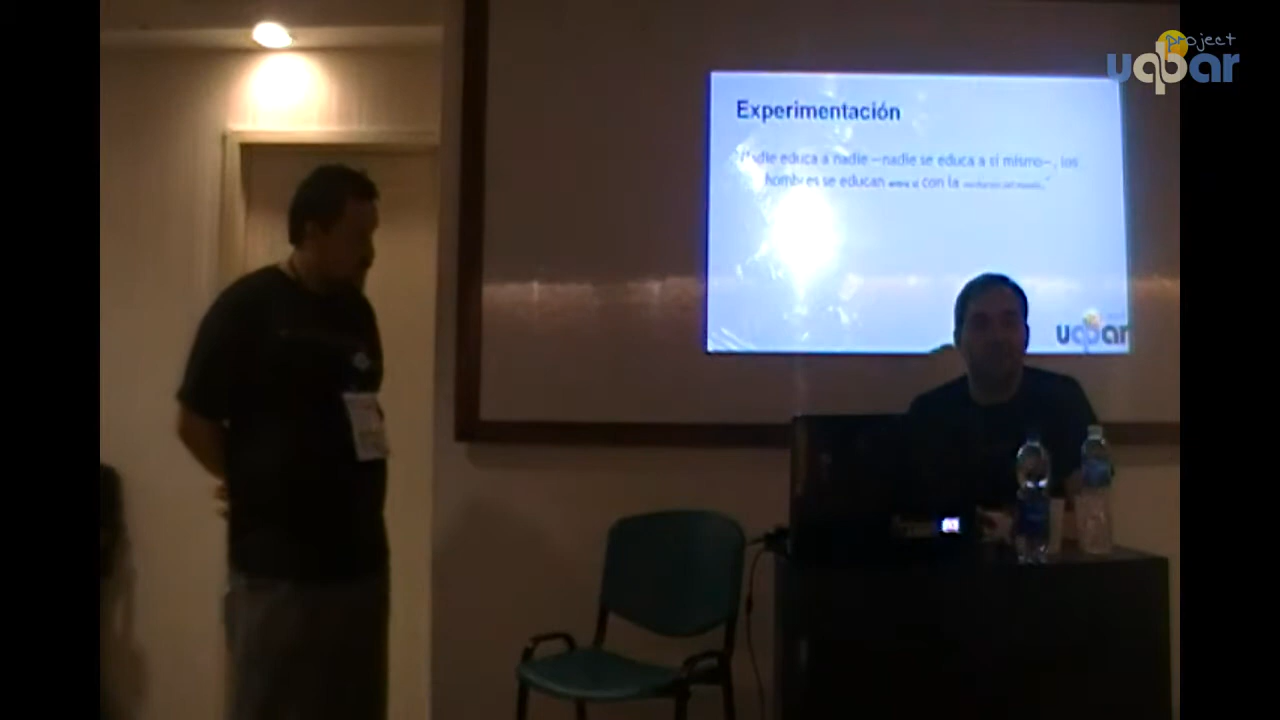 project
uqbar
Experimentación
"Nadie educa a nadie —nadie se educa a sí mismo—, los
hombres se educan entre sí con la
uqbar